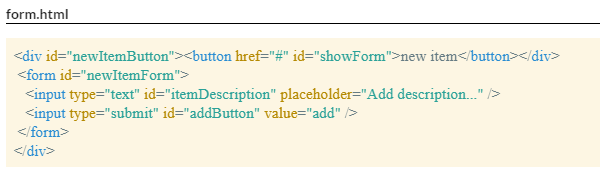 form.html
<div id="newItemButton"><button href="#" id="showForm">new item</button></div>
<form id="newItemForm">
<input type="text" id="itemDescription" placeholder="Add description..." />
<input type="submit" id="addButton" value="add" />
</form>
</div>